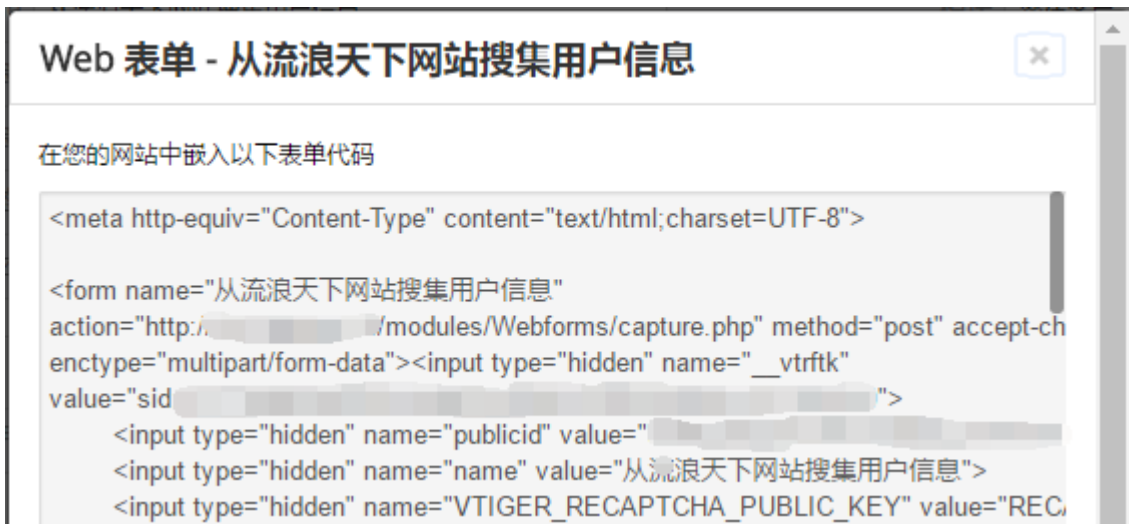 Web 表单 - 从流浪天下网站搜集用户信息
在您的网站中嵌入以下表单代码
<meta http-equiv="Content-Type" content="text/html;charset=UTF-8">
<form name="从流浪天下网站搜集用户信息"
action="http:/ /modules/Webforms/capture.php" method="post" accept-ch
enctype="multipart/form-data"><input type="hidden" name="__vtrftk"
value="sid ">
<input type="hidden" name="publicid" value="
<input type="hidden" name="name" value="从流浪天下网站搜集用户信息">
<input type="hidden" name="VTIGER_RECAPTCHA_PUBLIC_KEY" value="RECA